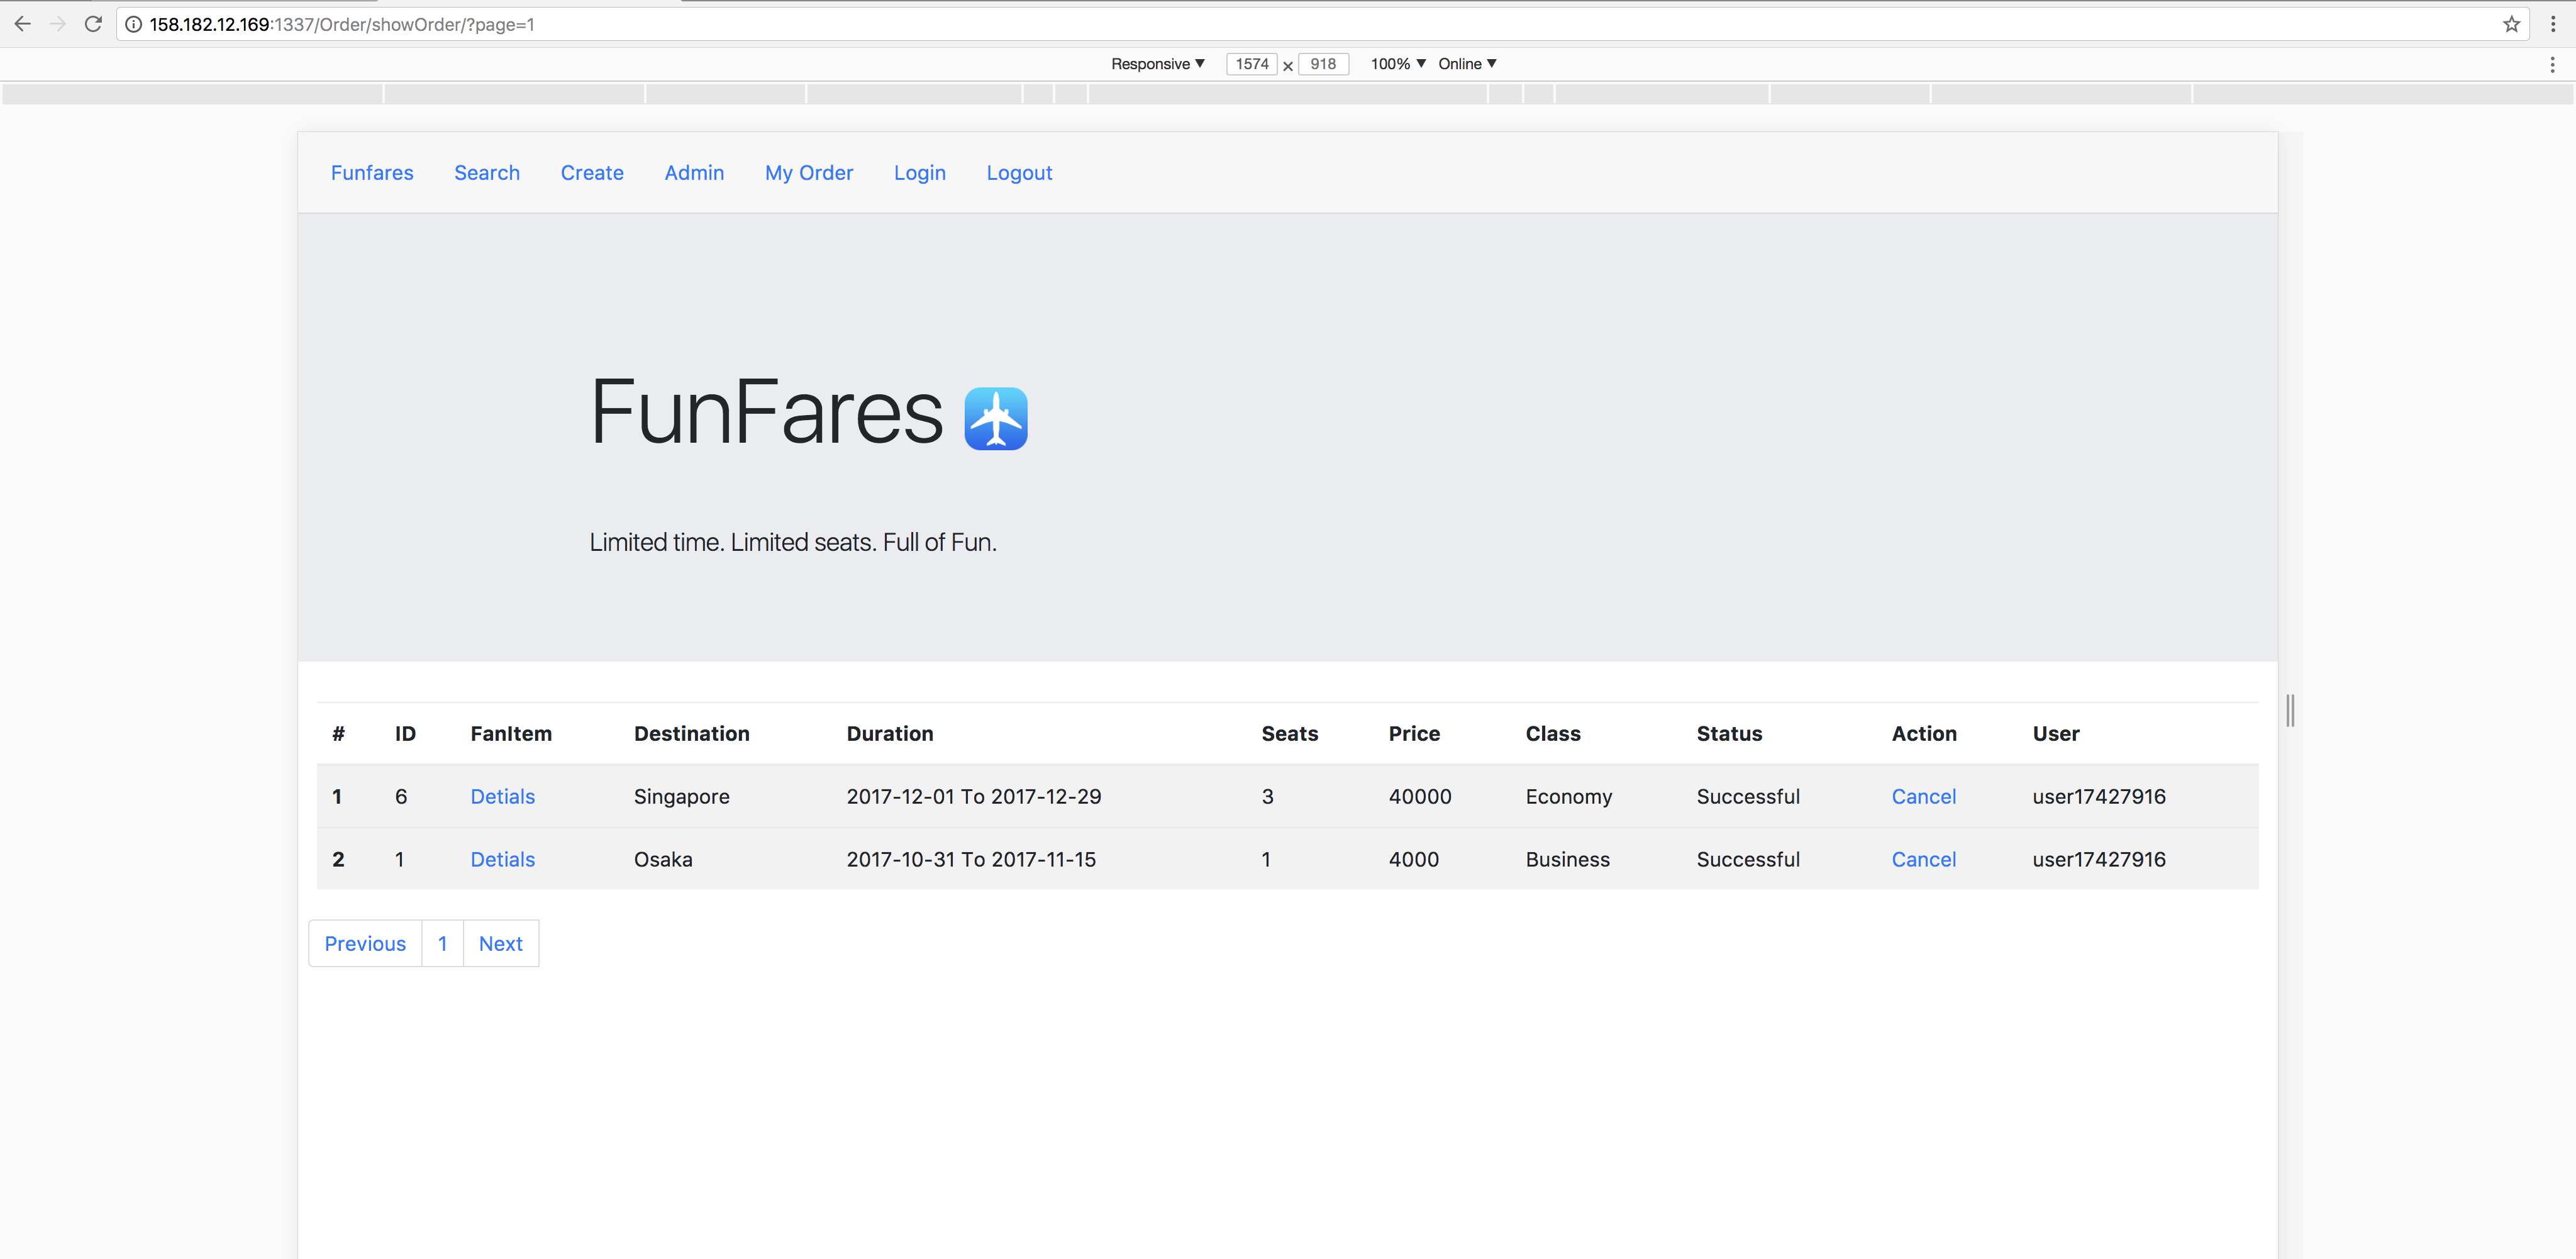 158.182.12.169:1337/Order/showOrder/?page=1
Responsive ▼ 1574 × 918 100% ▼ Online ▼
Funfares Search Create Admin My Order Login Logout
FunFares
Limited time. Limited seats. Full of Fun.
# ID FanItem Destination Duration Seats Price Class Status Action User
1 6 Detials Singapore 2017-12-01 To 2017-12-29 3 40000 Economy Successful Cancel user17427916
2 1 Detials Osaka 2017-10-31 To 2017-11-15 1 4000 Business Successful Cancel user17427916
Previous 1 Next